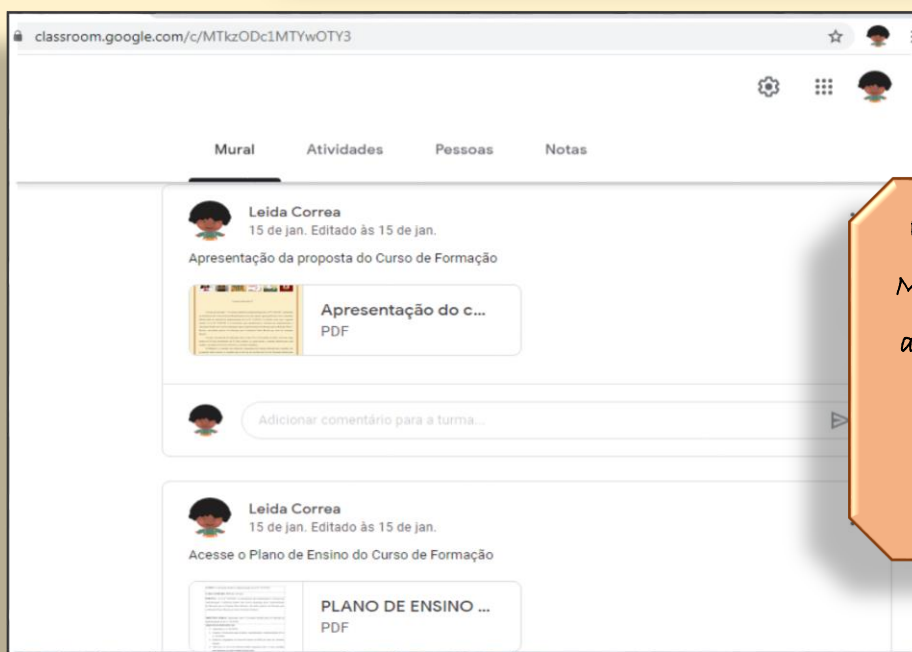 classroom.google.com/c/MTkzODc1MTYwOTY3
Mural Atividades Pessoas Notas
Leida Correa
15 de jan. Editado às 15 de jan.
Apresentação da proposta do Curso de Formação
Apresentação do c...
PDF
Adicionar comentário para a turma...
Leida Correa
15 de jan. Editado às 15 de jan.
Acesse o Plano de Ensino do Curso de Formação
PLANO DE ENSINO ...
PDF